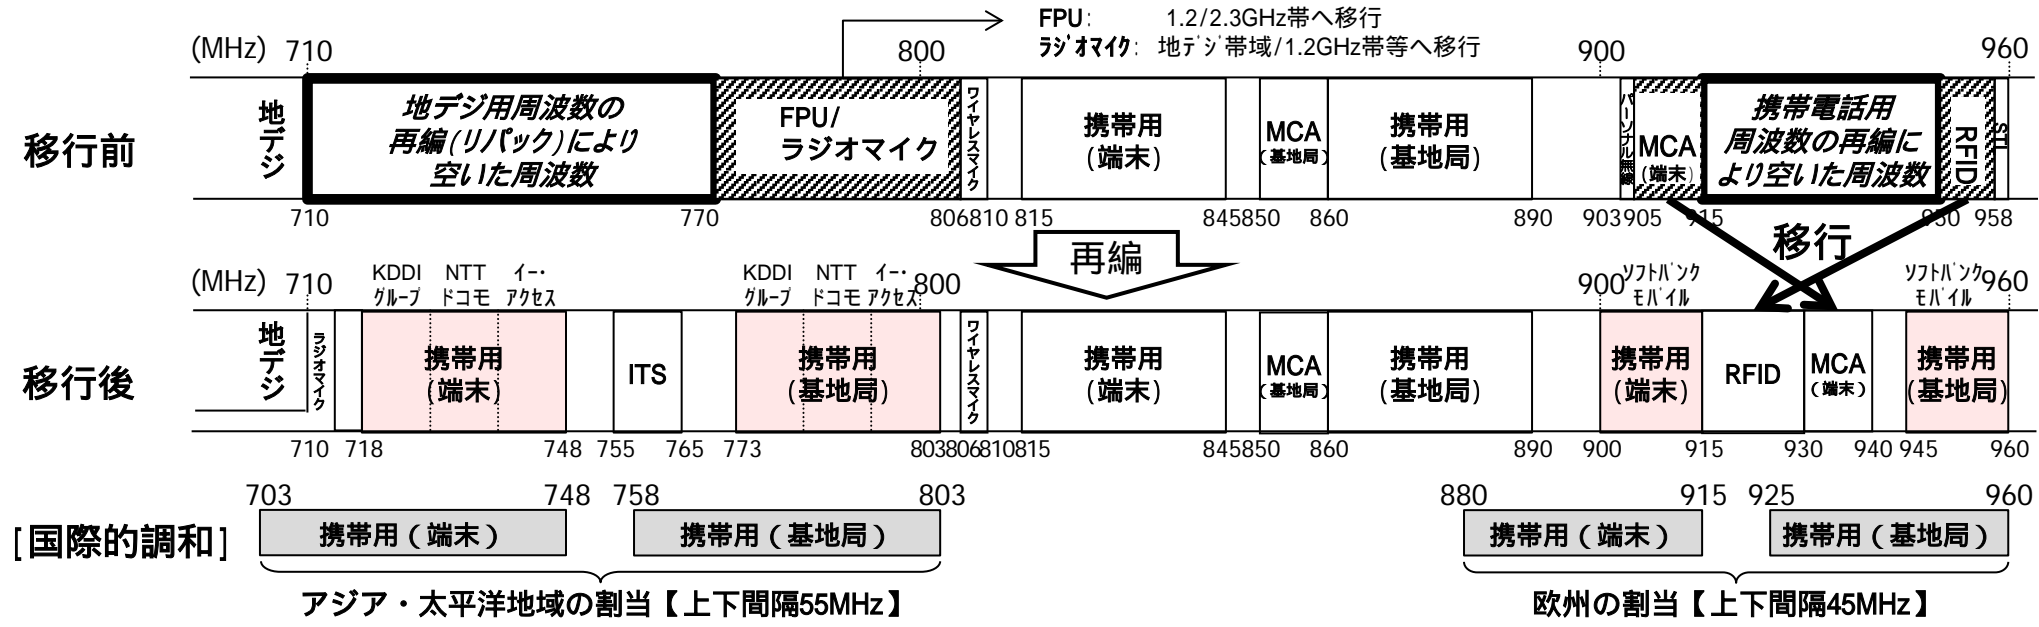 FPU: 1.2/2.3GHz帯へ移行
ラジオマイク: 地デジ帯域/1.2GHz帯等へ移行
(MHz) 710 800 900 960
移行前
地デジ
地デジ用周波数の
再編(リパック)により
空いた周波数
FPU/
ラジオマイク
ワイヤレスマイク
携帯用
(端末)
MCA
(基地局)
携帯用
(基地局)
パーソナル無線
MCA
(端末)
携帯電話用
周波数の再編に
より空いた周波数
RFID
STL
710 770 806 810 815 845 850 860 890 903 905 915 950 958
再編
移行
(MHz) 710 800 900 960
KDDI
グループ
NTT
ドコモ
イー・
アクセス
KDDI
グループ
NTT
ドコモ
イー・
アクセス
ソフトバンク
モバイル
ソフトバンク
モバイル
移行後
地デジ
ラジオマイク
携帯用
(端末)
ITS
携帯用
(基地局)
ワイヤレスマイク
携帯用
(端末)
MCA
(基地局)
携帯用
(基地局)
携帯用
(端末)
RFID
MCA
(端末)
携帯用
(基地局)
710 718 748 755 765 773 803 806 810 815 845 850 860 890 900 915 930 940 945 960
703 748 758 803 880 915 925 960
[国際的調和]
携帯用(端末)
携帯用(基地局)
携帯用(端末)
携帯用(基地局)
アジア・太平洋地域の割当【上下間隔55MHz】
欧州の割当【上下間隔45MHz】